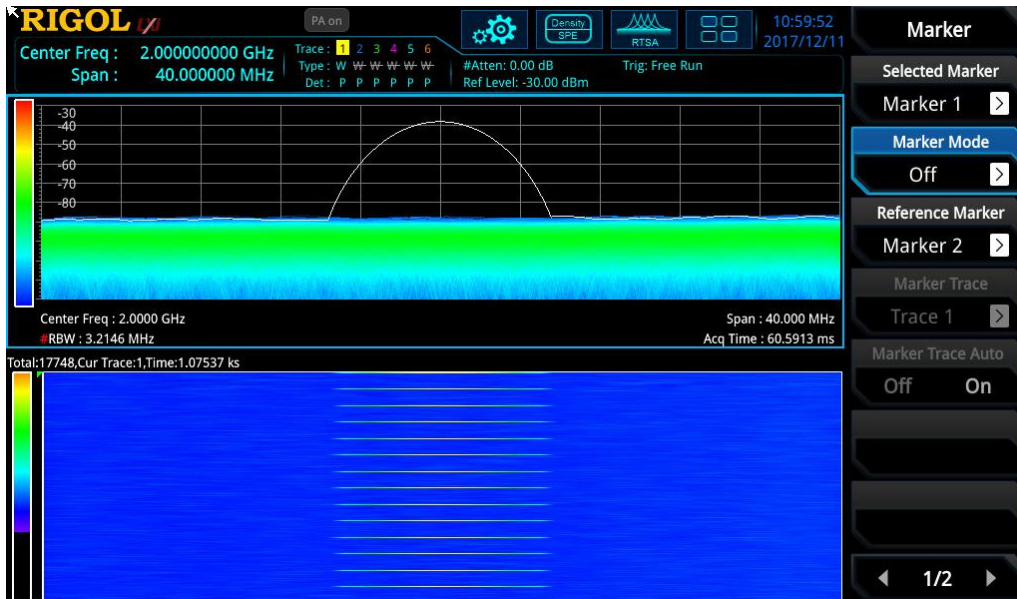 RIGOL
PA on
Density
SPE
RTSA
10:59:52
2017/12/11
Center Freq : 2.000000000 GHz
Span : 40.000000 MHz
Trace : 1 2 3 4 5 6
Type : W W W W W W
Det : P P P P P P
#Atten: 0.00 dB
Trig: Free Run
Ref Level: -30.00 dBm
-30
-40
-50
-60
-70
-80
Center Freq : 2.0000 GHz
Span : 40.000 MHz
#RBW : 3.2146 MHz
Acq Time : 60.5913 ms
Total:17748,Cur Trace:1,Time:1.07537 ks
Marker
Selected Marker
Marker 1
Marker Mode
Off
Reference Marker
Marker 2
Marker Trace
Trace 1
Marker Trace Auto
Off On
1/2